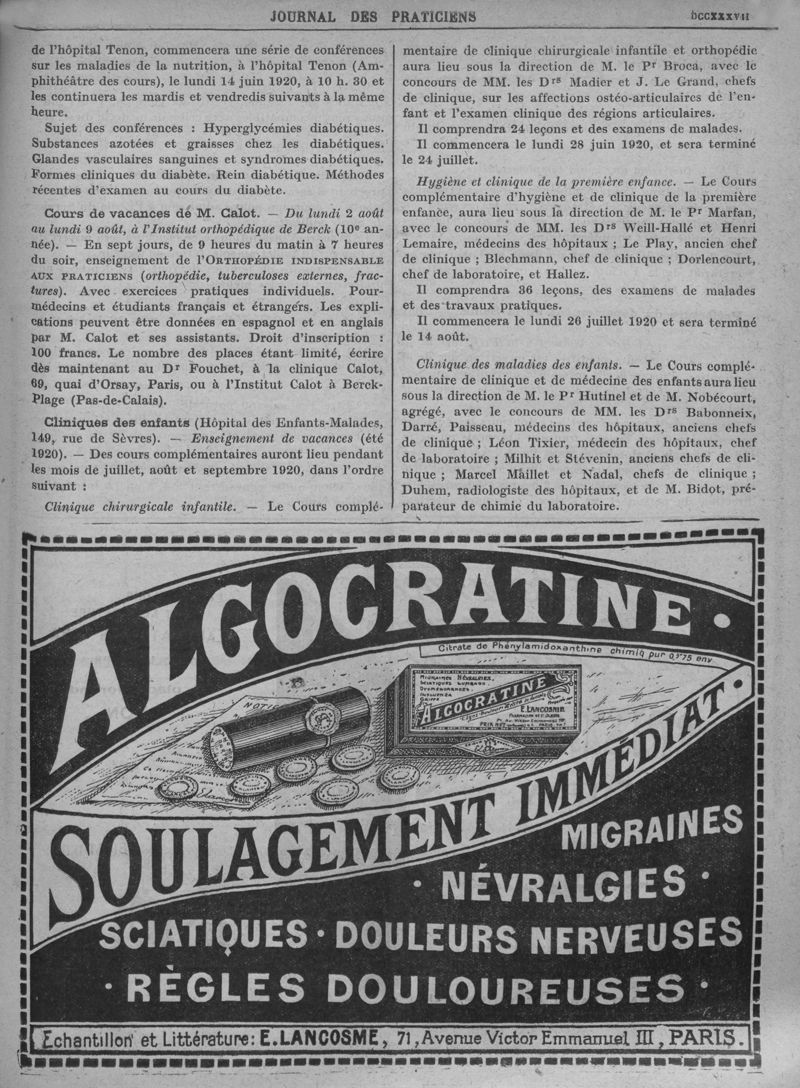 JOURNAL DES PRATICIENS
DCCXXXVII
de l'hôpital Tenon, commencera une série de conférences
sur les maladies de la nutrition, à l'hôpital Tenon (Am-
phithéâtre des cours), le lundi 14 juin 1920, à 10 h. 30 et
les continuera les mardis et vendredis suivants à la même
heure.
Sujet des conférences : Hyperglycémies diabétiques.
Substances azotées et graisses chez les diabétiques.
Glandes vasculaires sanguines et syndromes diabétiques.
Formes cliniques du diabète. Rein diabétique. Méthodes
récentes d'examen au cours du diabète.
Cours de vacances de M. Calot. — Du lundi 2 août
au lundi 9 août, à l'Institut orthopédique de Berck (10e an-
née). — En sept jours, de 9 heures du matin à 7 heures
du soir, enseignement de l'ORTHOPÉDIE INDISPENSABLE
AUX PRATICIENS (orthopédie, tuberculoses externes, frac-
tures). Avec exercices pratiques individuels. Pour
médecins et étudiants français et étrangers. Les expli-
cations peuvent être données en espagnol et en anglais
par M. Calot et ses assistants. Droit d'inscription :
100 francs. Le nombre des places étant limité, écrire
dès maintenant au Dr Fouchet, à la clinique Calot,
69, quai d'Orsay, Paris, ou à l'Institut Calot à Berck-
Plage (Pas-de-Calais).
Cliniques des enfants (Hôpital des Enfants-Malades,
149, rue de Sèvres). — Enseignement de vacances (été
1920). — Des cours complémentaires auront lieu pendant
les mois de juillet, août et septembre 1920, dans l'ordre
suivant :
Clinique chirurgicale infantile. — Le Cours complé-
mentaire de clinique chirurgicale infantile et orthopédie
aura lieu sous la direction de M. le Pr Broca, avec le
concours de MM. les Drs Madier et J. Le Grand, chefs
de clinique, sur les affections ostéo-articulaires de l'en-
fant et l'examen clinique des régions articulaires.
Il comprendra 24 leçons et des examens de malades.
Il commencera le lundi 28 juin 1920, et sera terminé
le 24 juillet.
Hygiène et clinique de la première enfance. — Le Cours
complémentaire d'hygiène et de clinique de la première
enfance, aura lieu sous la direction de M. le Pr Marfan,
avec le concours de MM. les Drs Weill-Hallé et Henri
Lemaire, médecins des hôpitaux ; Le Play, ancien chef
de clinique ; Blechmann, chef de clinique ; Dorlencourt,
chef de laboratoire, et Hallez.
Il comprendra 36 leçons, des examens de malades
et des travaux pratiques.
Il commencera le lundi 26 juillet 1920 et sera terminé
le 14 août.
Clinique des maladies des enfants. — Le Cours complé-
mentaire de clinique et de médecine des enfants aura lieu
sous la direction de M. le Pr Hutinel et de M. Nobécourt,
agrégé, avec le concours de MM. les Drs Babonneix,
Darré, Paisseau, médecins des hôpitaux, anciens chefs
de clinique ; Léon Tixier, médecin des hôpitaux, chef
de laboratoire ; Milhit et Stévenin, anciens chefs de cli-
nique ; Marcel Maillet et Nadal, chefs de clinique ;
Duhem, radiologiste des hôpitaux, et de M. Bidot, pré-
parateur de chimie du laboratoire.
ALGOCRATINE
Citrate de Phénylamidoxanthine chimiq pur 0,gr75 env
NOTICE
MIGRAINES NÉVRALGIES,
SCIATIQUES LUMBAGO
INFLUENZA
GRIPPE
ALGOCRATINE
E. LANCOSME
SOULAGEMENT IMMÉDIAT
MIGRAINES
NÉVRALGIES
SCIATIQUES • DOULEURS NERVEUSES
RÈGLES DOULOUREUSES
Echantillon et Littérature: E. LANCOSME, 71, Avenue Victor Emmanuel III, PARIS.